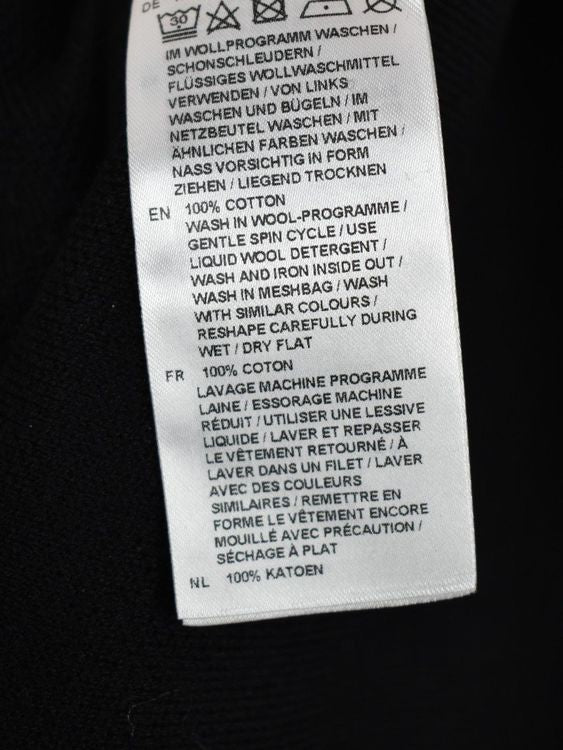 DE
30
IM WOLLPROGRAMM WASCHEN /
SCHONSCHLEUDERN /
FLÜSSIGES WOLLWASCHMITTEL
VERWENDEN / VON LINKS
WASCHEN UND BÜGELN / IM
NETZBEUTEL WASCHEN / MIT
ÄHNLICHEN FARBEN WASCHEN /
NASS VORSICHTIG IN FORM
ZIEHEN / LIEGEND TROCKNEN
EN 100% COTTON
WASH IN WOOL-PROGRAMME /
GENTLE SPIN CYCLE / USE
LIQUID WOOL DETERGENT /
WASH AND IRON INSIDE OUT /
WASH IN MESHBAG / WASH
WITH SIMILAR COLOURS /
RESHAPE CAREFULLY DURING
WET / DRY FLAT
FR 100% COTON
LAVAGE MACHINE PROGRAMME
LAINE / ESSORAGE MACHINE
RÉDUIT / UTILISER UNE LESSIVE
LIQUIDE / LAVER ET REPASSER
LE VÊTEMENT RETOURNÉ / À
LAVER DANS UN FILET / LAVER
AVEC DES COULEURS
SIMILAIRES / REMETTRE EN
FORME LE VÊTEMENT ENCORE
MOUILLÉ AVEC PRÉCAUTION /
SÉCHAGE À PLAT
NL 100% KATOEN